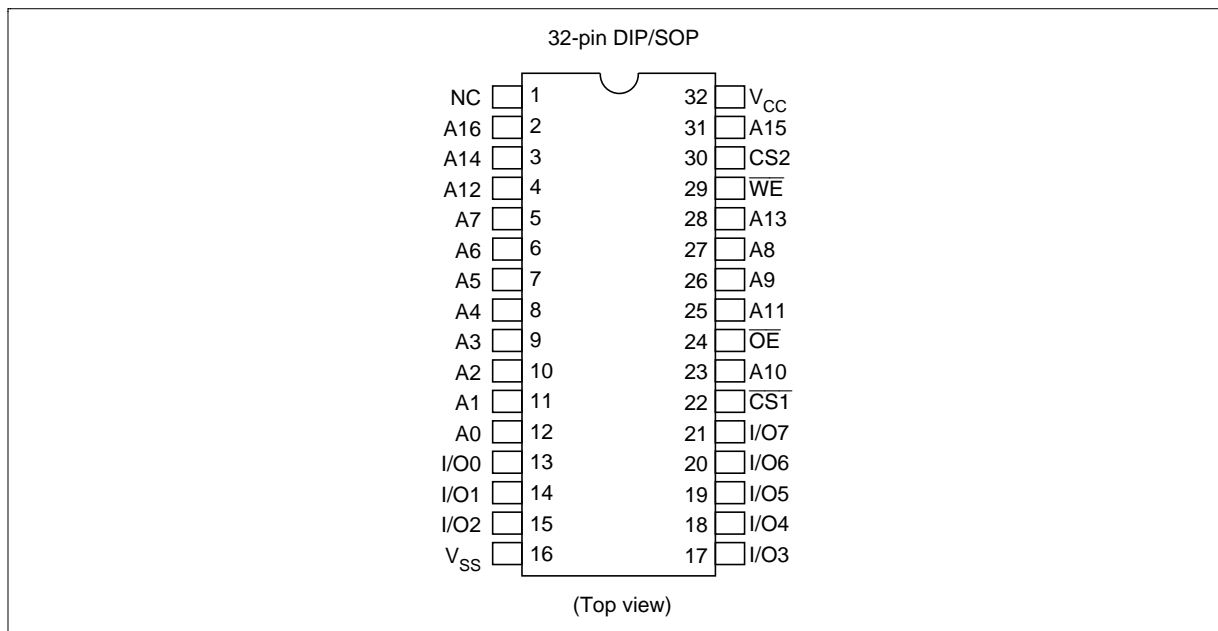 32-pin DIP/SOP
NC 1 32 VCC
A16 2 31 A15
A14 3 30 CS2
A12 4 29 W̅E̅
A7 5 28 A13
A6 6 27 A8
A5 7 26 A9
A4 8 25 A11
A3 9 24 O̅E̅
A2 10 23 A10
A1 11 22 C̅S̅1̅
A0 12 21 I/O7
I/O0 13 20 I/O6
I/O1 14 19 I/O5
I/O2 15 18 I/O4
VSS 16 17 I/O3
(Top view)